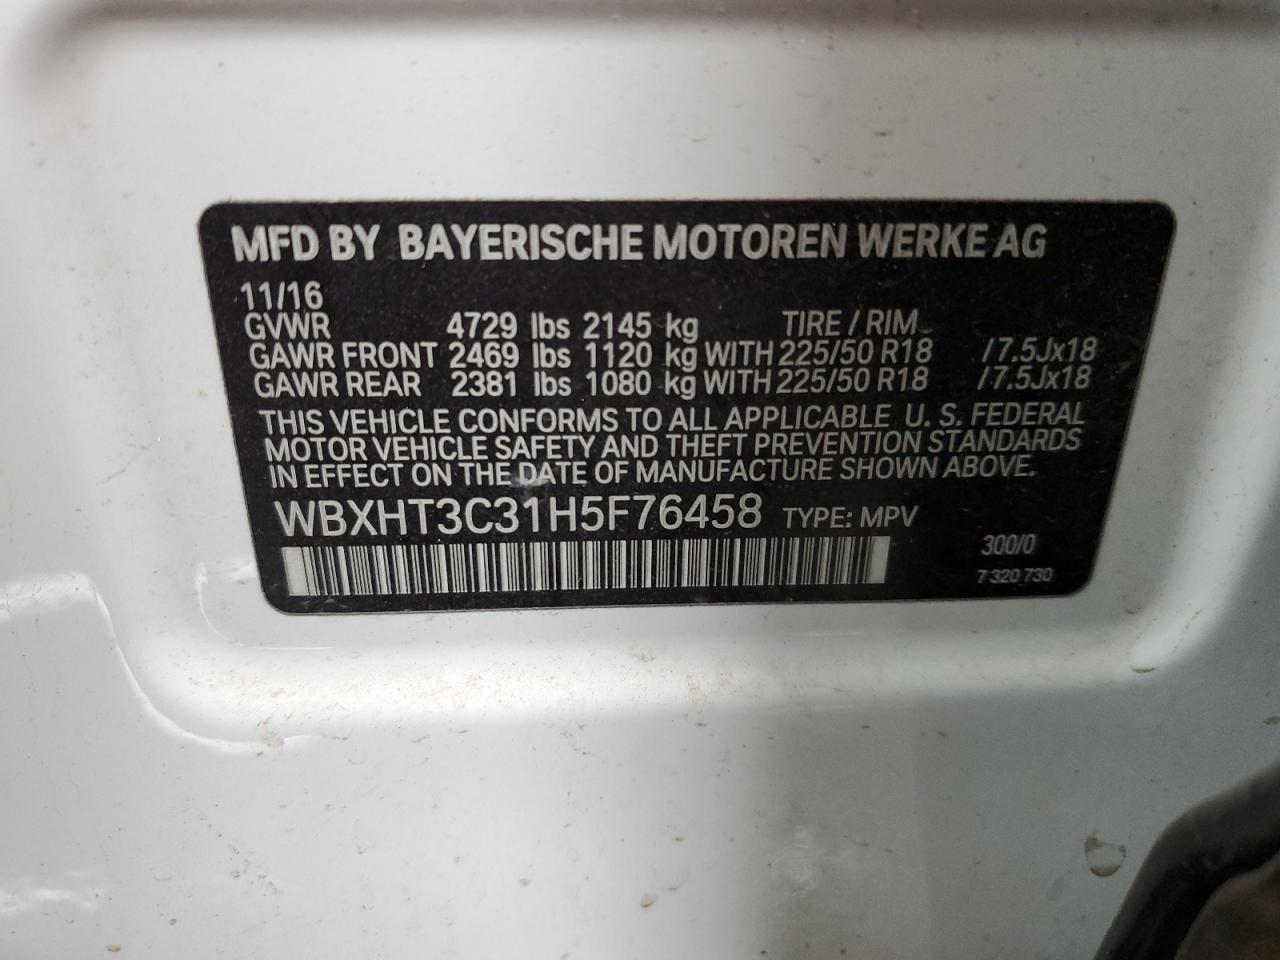 MFD BY BAYERISCHE MOTOREN WERKE AG
11/16
GVWR 4729 lbs 2145 kg TIRE / RIM
GAWR FRONT 2469 lbs 1120 kg WITH 225/50 R18 /7.5Jx18
GAWR REAR 2381 lbs 1080 kg WITH 225/50 R18 /7.5Jx18
THIS VEHICLE CONFORMS TO ALL APPLICABLE U. S. FEDERAL
MOTOR VEHICLE SAFETY AND THEFT PREVENTION STANDARDS
IN EFFECT ON THE DATE OF MANUFACTURE SHOWN ABOVE.
WBXHT3C31H5F76458 TYPE: MPV
300/0
7 320 730